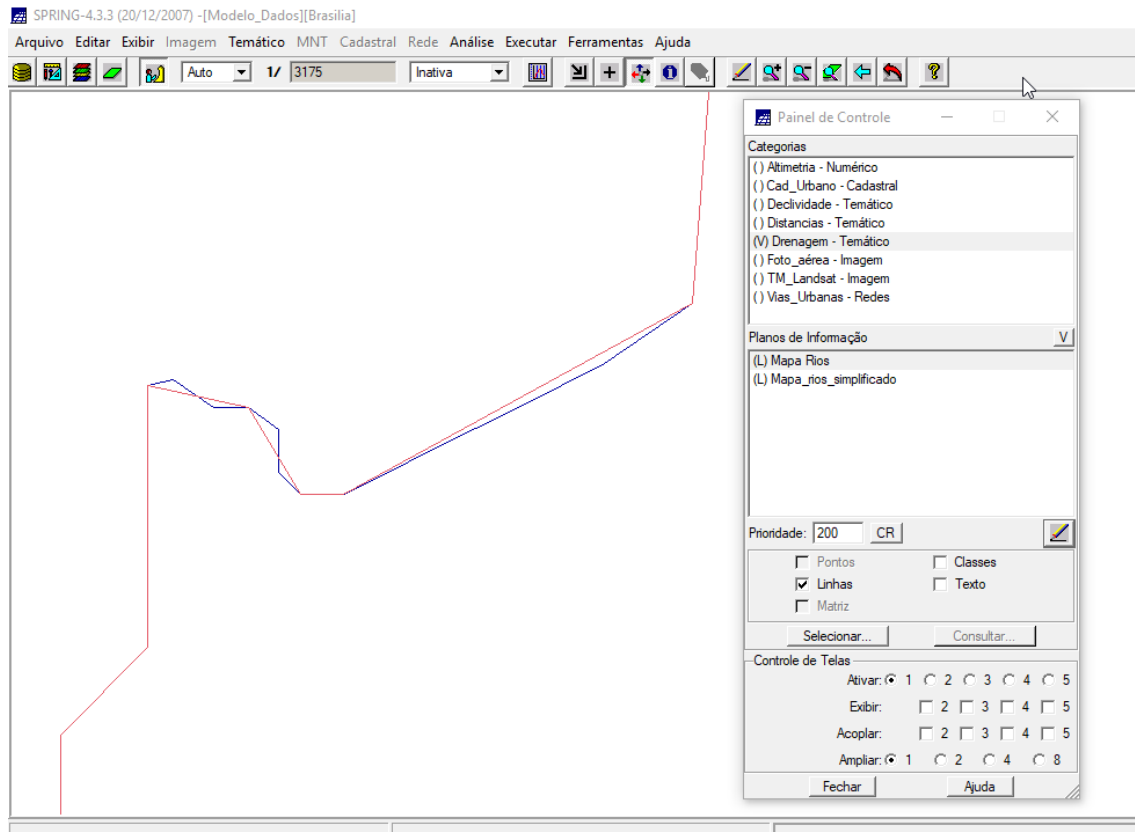 SPRING-4.3.3 (20/12/2007) -[Modelo_Dados][Brasilia]
Arquivo Editar Exibir Imagem Temático MNT Cadastral Rede Análise Executar Ferramentas Ajuda
Auto 1/ 3175 Inativa
Painel de Controle
Categorias
( ) Altimetria - Numérico
( ) Cad_Urbano - Cadastral
( ) Declividade - Temático
( ) Distancias - Temático
(V) Drenagem - Temático
( ) Foto_aérea - Imagem
( ) TM_Landsat - Imagem
( ) Vias_Urbanas - Redes
Planos de Informação V
(L) Mapa Rios
(L) Mapa_rios_simplificado
Prioridade: 200 CR
Pontos Classes
Linhas Texto
Matriz
Selecionar... Consultar...
Controle de Telas
Ativar: 1 2 3 4 5
Exibir: 2 3 4 5
Acoplar: 2 3 4 5
Ampliar: 1 2 4 8
Fechar Ajuda